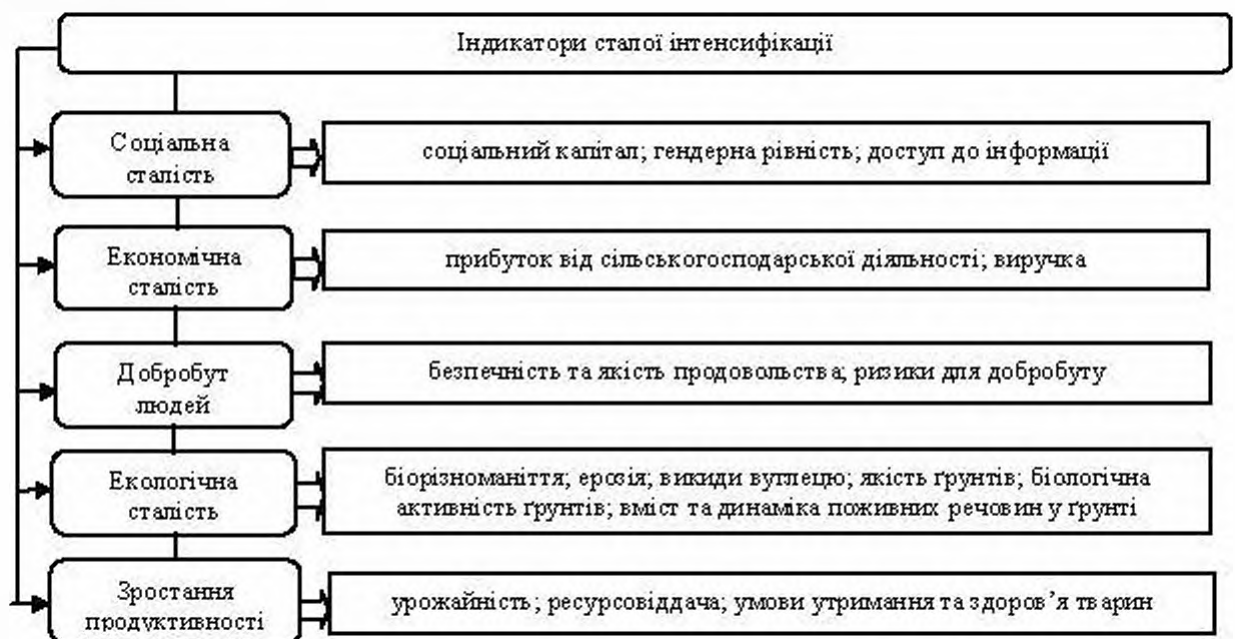 Індикатори сталої інтенсифікації
Соціальна
сталість
соціальний капітал; гендерна рівність; доступ до інформації
Економічна
сталість
прибуток від сільськогосподарської діяльності; виручка
Добробут
людей
безпечність та якість продовольства; ризики для добробуту
Екологічна
сталість
біорізноманіття; ерозія; викиди вуглецю; якість ґрунтів; біологічна
активність ґрунтів; вміст та динаміка поживних речовин у ґрунті
Зростання
продуктивності
урожайність; ресурсовіддача; умови утримання та здоров’я тварин